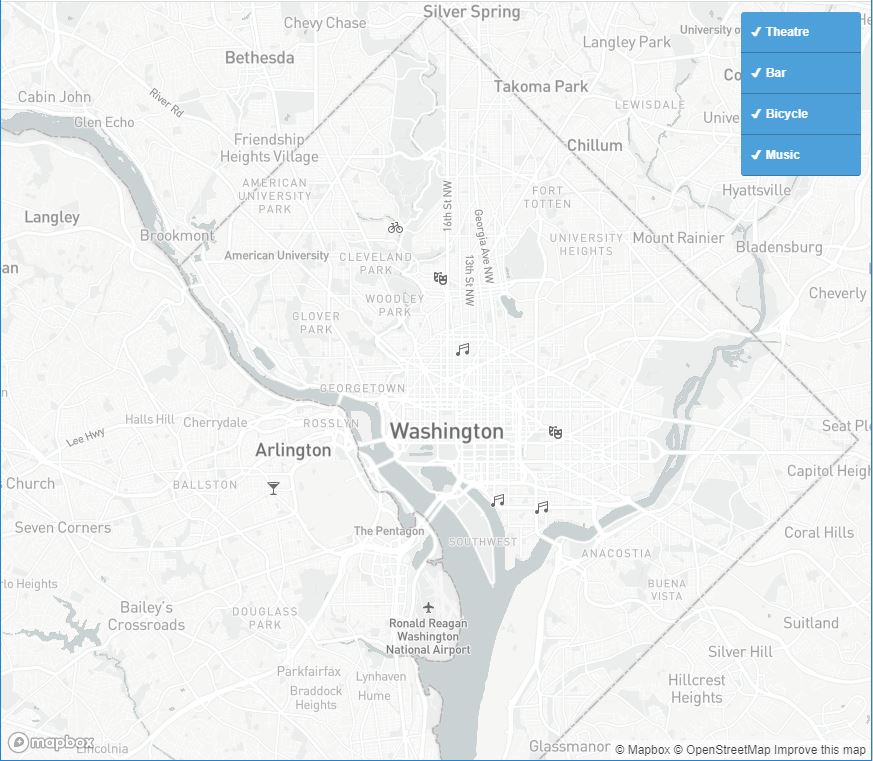 Silver Spring
Chevy Chase
University of
✔ Theatre
Langley Park
Bethesda
Co
✔ Bar
Takoma Park
Cabin John
River Rd
LEWISDALE
Glen Echo
Unive
✔ Bicycle
Friendship
Heights Village
Chillum
✔ Music
AMERICAN
UNIVERSITY
PARK
16th St NW
FORT
TOTTEN
Hyattsville
Langley
Georgia Ave NW
Brookmont
American University
CLEVELAND
PARK
13th St NW
UNIVERSITY
HEIGHTS
Mount Rainier
Bladensburg
an
WOODLEY
PARK
Cheverly
GLOVER
PARK
GEORGETOWN
Halls Hill
Cherrydale
ROSSLYN
Washington
Seat Ple
Lee Hwy
Arlington
Capitol Heigh
Church
BALLSTON
Seven Corners
The Pentagon
SOUTHWEST
Coral Hills
ANACOSTIA
rlo Heights
BUENA
VISTA
Bailey's
Crossroads
DOUGLASS
PARK
Ronald Reagan
Washington
National Airport
Suitland
Silver Hill
Parkfairfax
Lynhaven
Hillcrest
Heights
Braddock
Heights
Hume
mapbox
Lincolnia
Glassmanor
© Mapbox © OpenStreetMap Improve this map